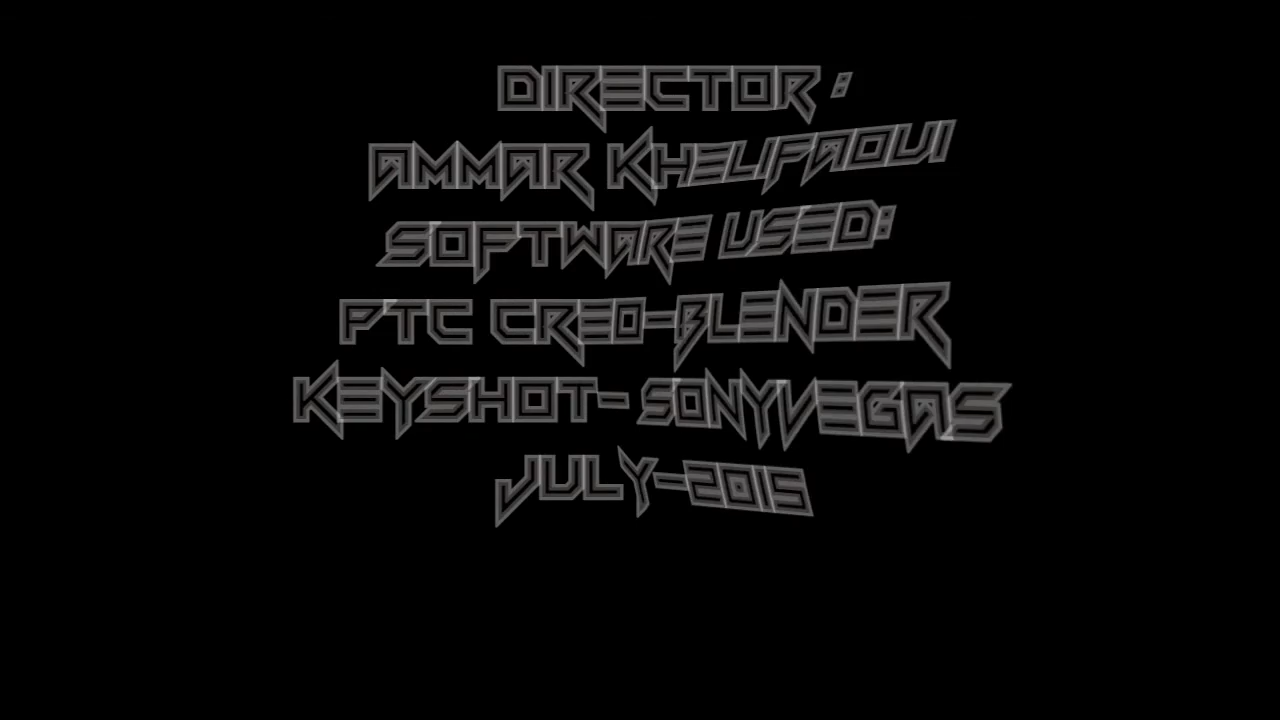 DIRECTOR :
AMMAR KHELIFAOUI
SOFTWARE USED:
PTC CREO-BLENDER
KEYSHOT- SONYVEGAS
JULY-2015